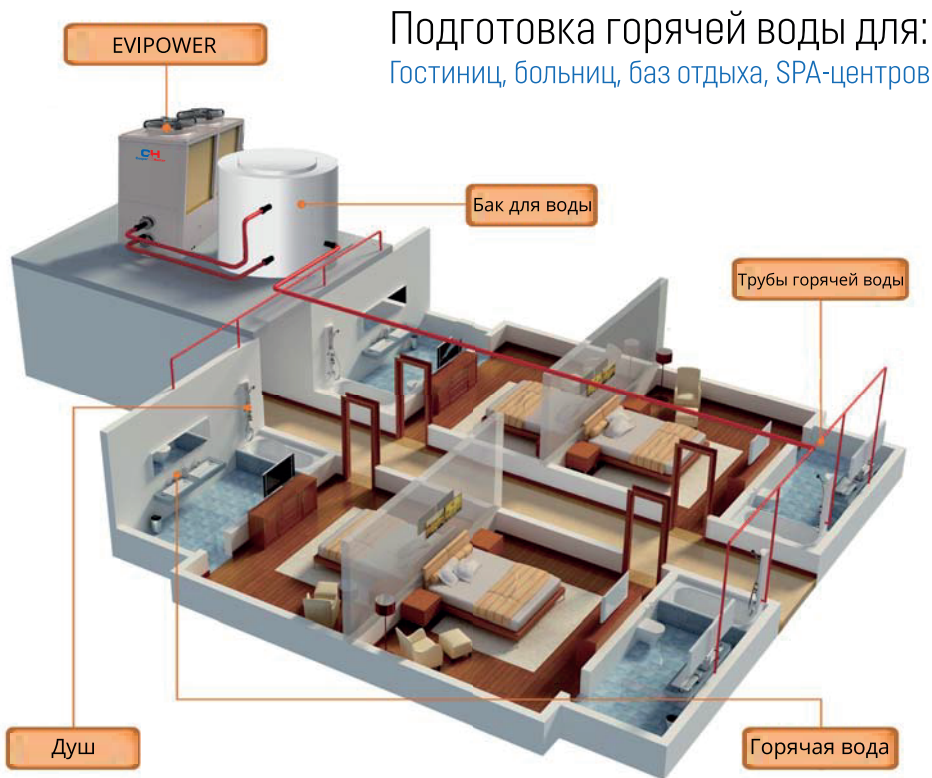 Подготовка горячей воды для:
Гостиниц, больниц, баз отдыха, SPA-центров
EVIPOWER
CH
Бак для воды
Трубы горячей воды
Душ
Горячая вода